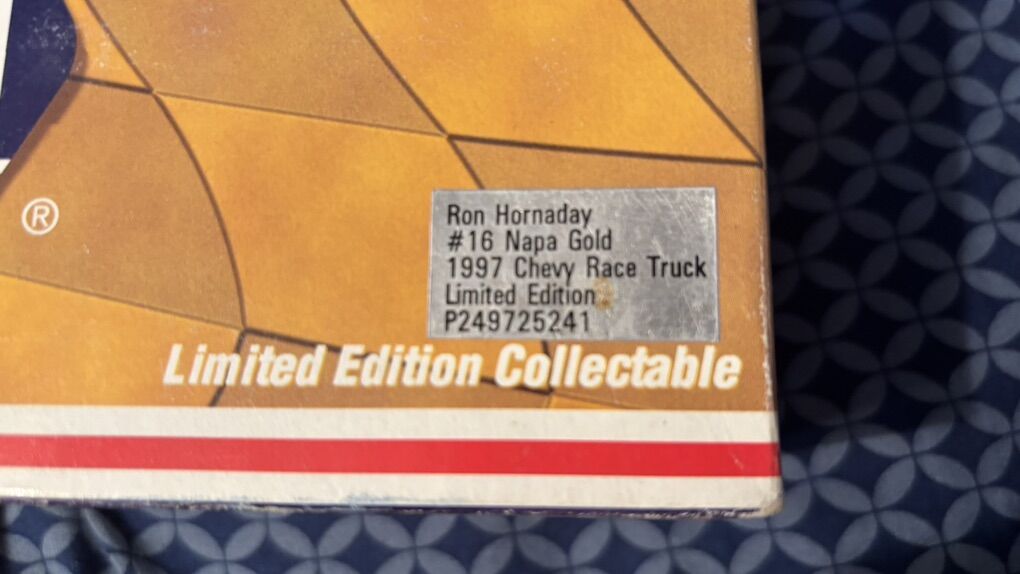 ®
Ron Hornaday
#16 Napa Gold
1997 Chevy Race Truck
Limited Edition
P249725241
Limited Edition Collectable